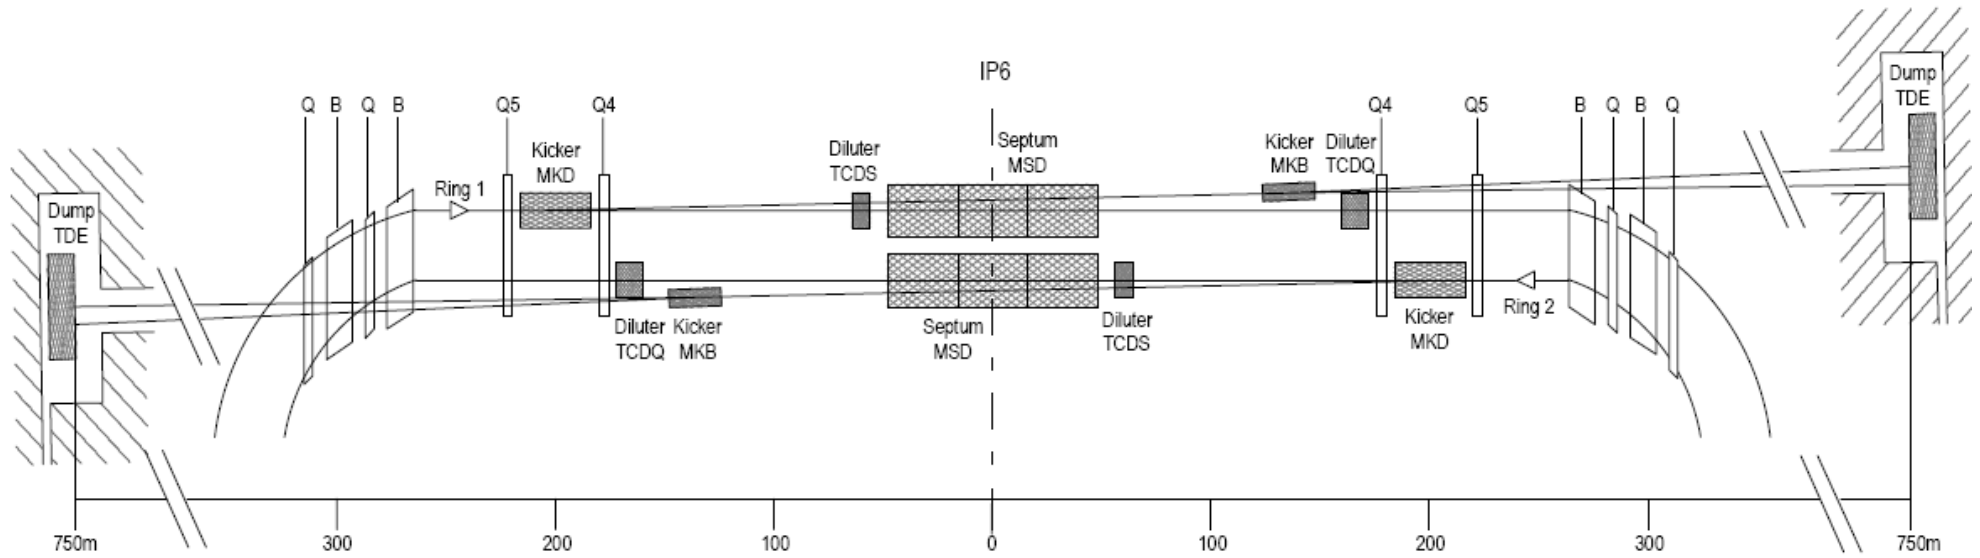 IP6
Dump
TDE
Q B Q B
Q5
Q4
Q4
Q5
B Q B Q
Septum
MSD
Kicker
MKB
Diluter
TCDQ
Diluter
TCDS
Kicker
MKD
Ring 1
Dump
TDE
Ring 2
Kicker
MKD
Diluter
TCDS
Septum
MSD
Diluter
TCDQ
Kicker
MKB
750m 300 200 100 0 100 200 300 750m